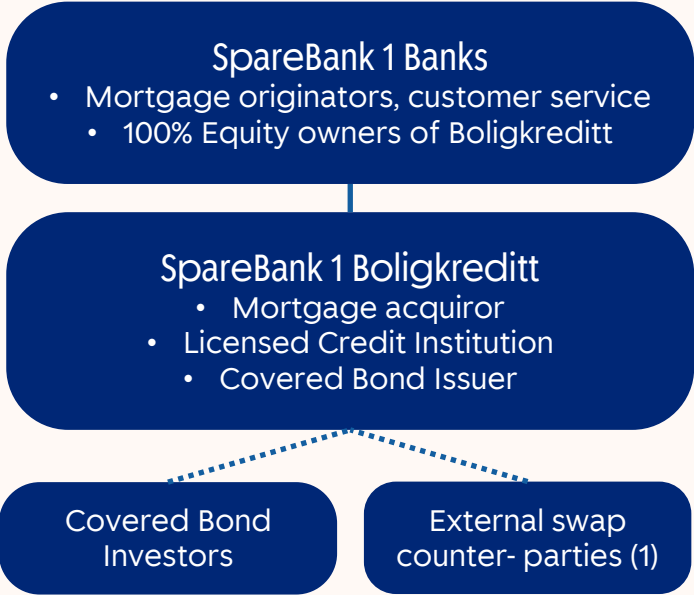 SpareBank 1 Banks
• Mortgage originators, customer service
• 100% Equity owners of Boligkreditt
SpareBank 1 Boligkreditt
• Mortgage acquiror
• Licensed Credit Institution
• Covered Bond Issuer
Covered Bond
Investors
External swap
counter- parties (1)